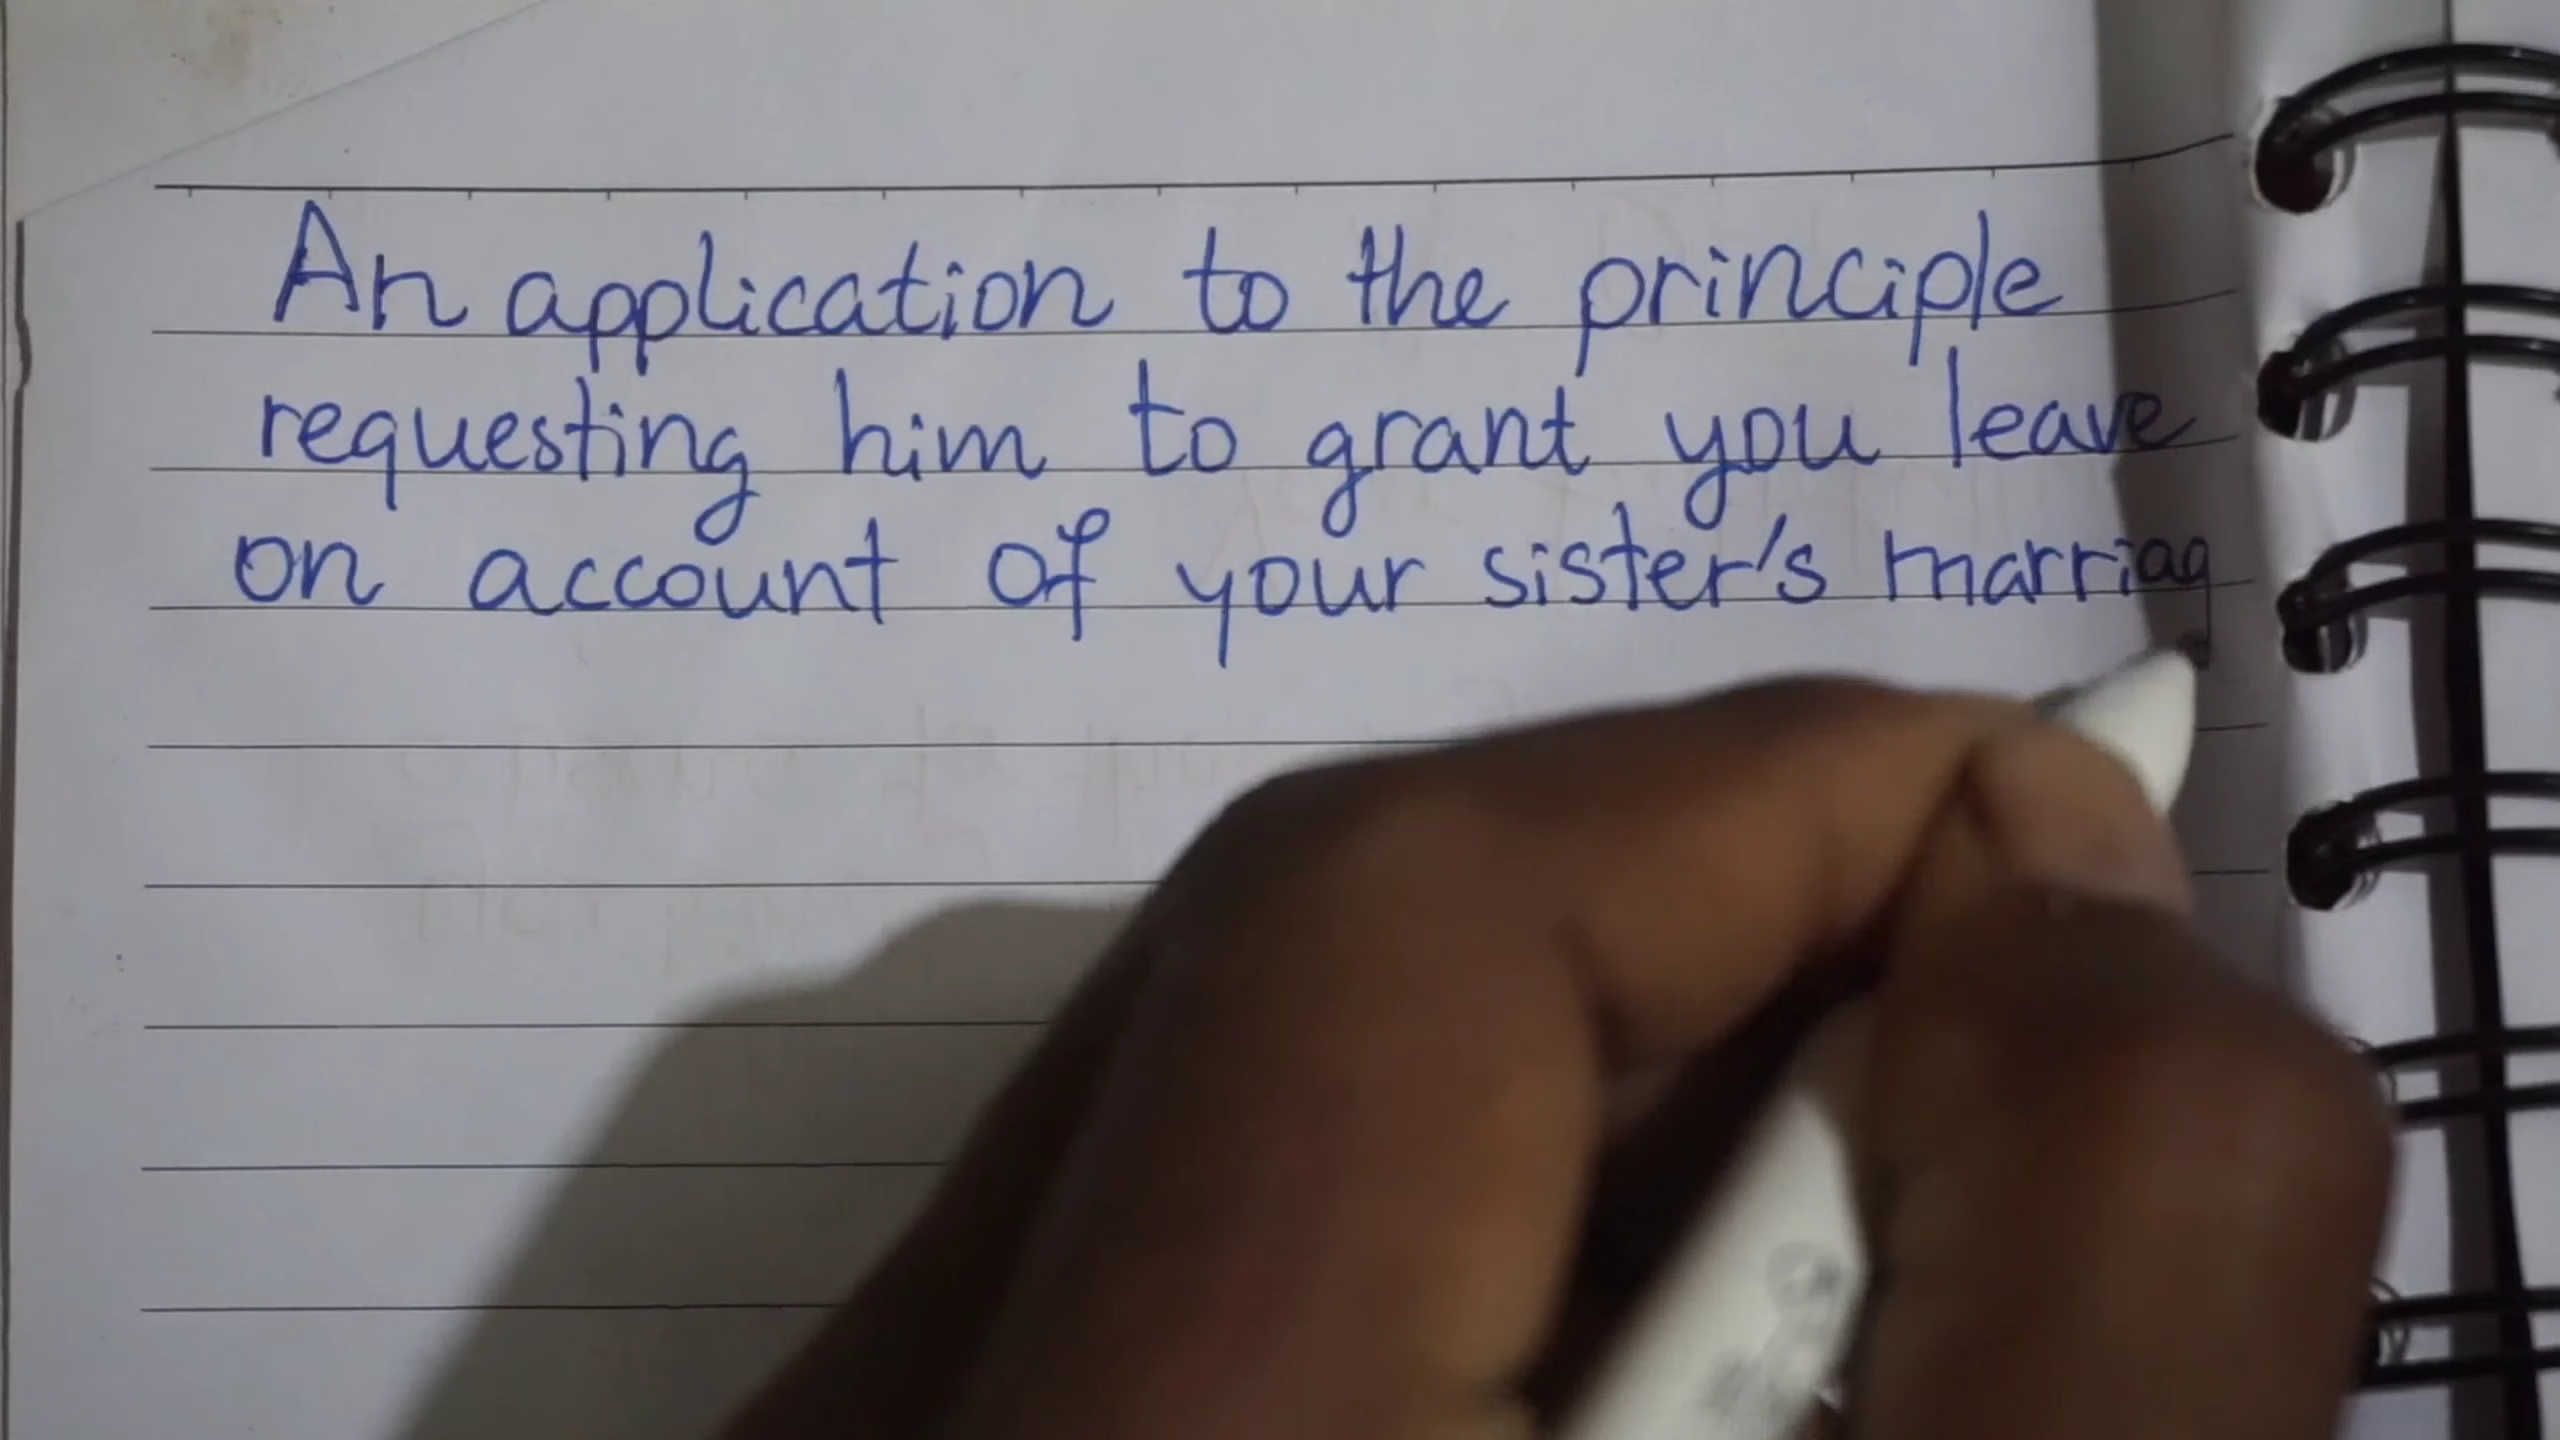 An application to the principle
requesting him to grant you leave
on account of your sister's marriag